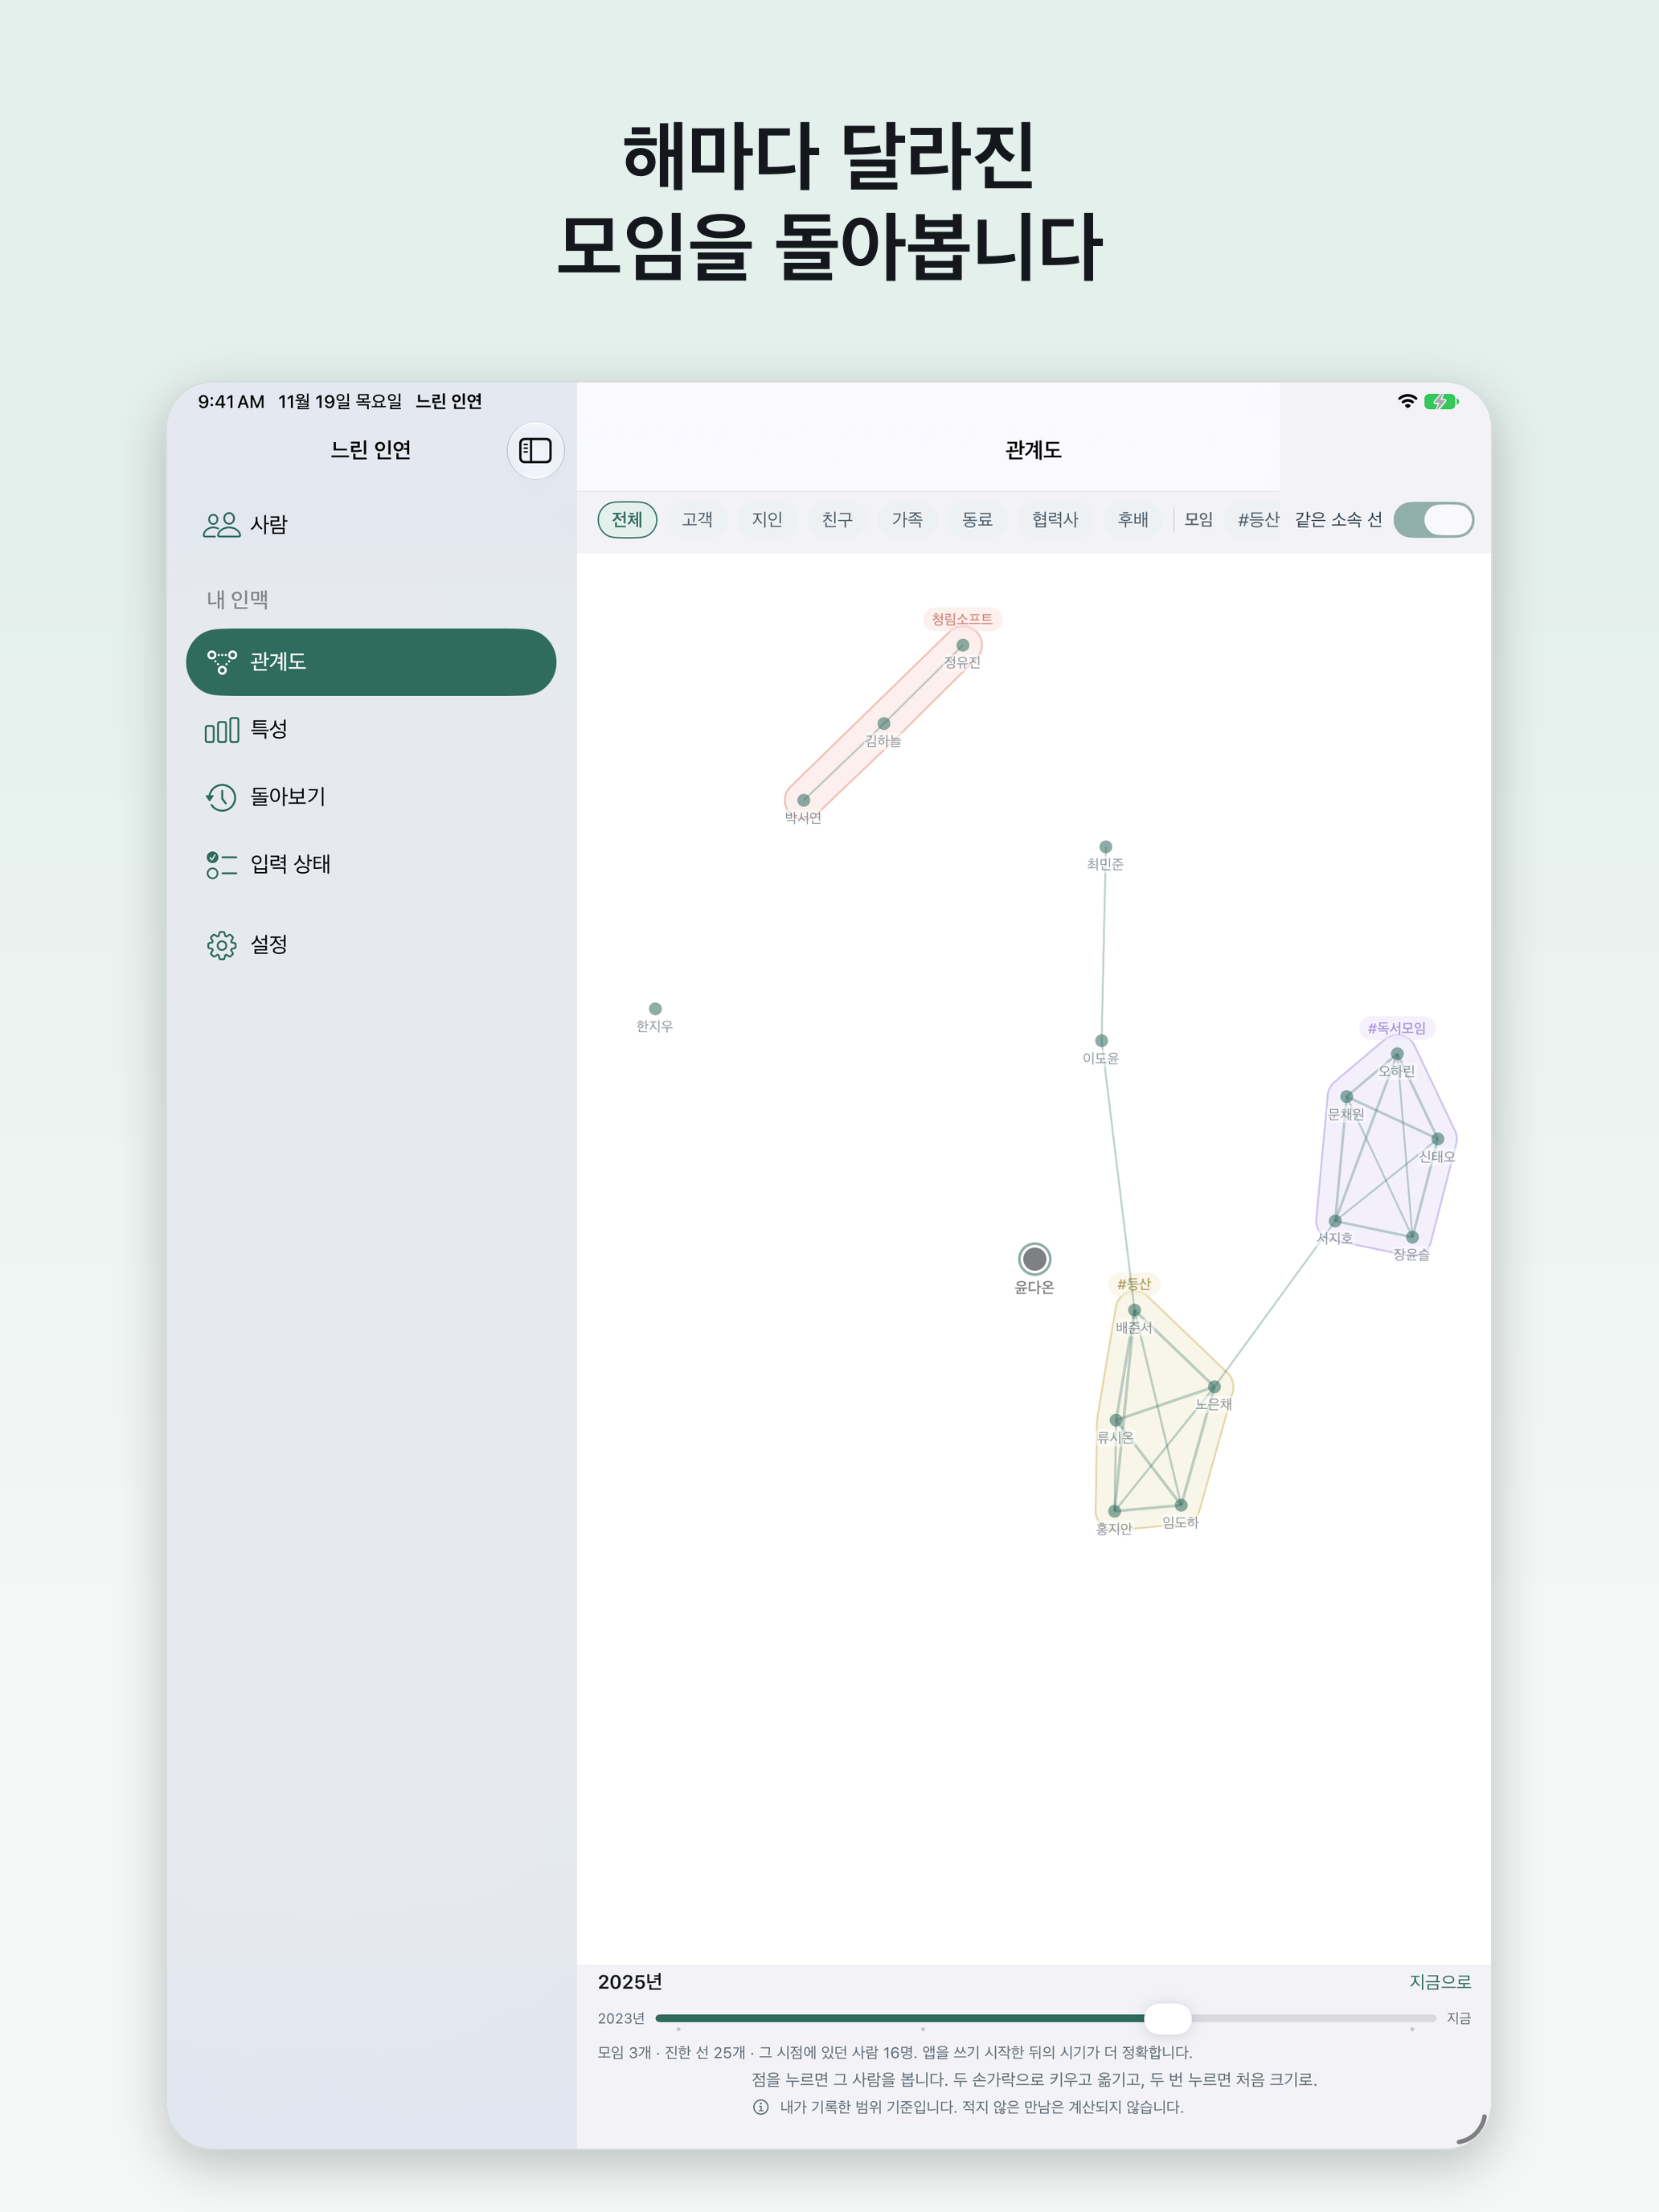 해마다 달라진
모임을 돌아봅니다
9:41 AM 11월 19일 목요일 느린 인연
느린 인연
관계도
사람
내 인맥
관계도
특성
돌아보기
입력 상태
설정
전체 고객 지인 친구 가족 동료 협력사 후배 모임 #등산 같은 소속 선
청림소프트
정유진
김하늘
박서연
최민준
한지우
이도윤
#독서모임
오하린
문채원
신태오
서지호
장윤슬
윤다온
#등산
배준서
노은채
류시온
홍지안
임도하
2025년
지금으로
2023년
지금
모임 3개 · 진한 선 25개 · 그 시점에 있던 사람 16명. 앱을 쓰기 시작한 뒤의 시기가 더 정확합니다.
점을 누르면 그 사람을 봅니다. 두 손가락으로 키우고 옮기고, 두 번 누르면 처음 크기로.
내가 기록한 범위 기준입니다. 적지 않은 만남은 계산되지 않습니다.